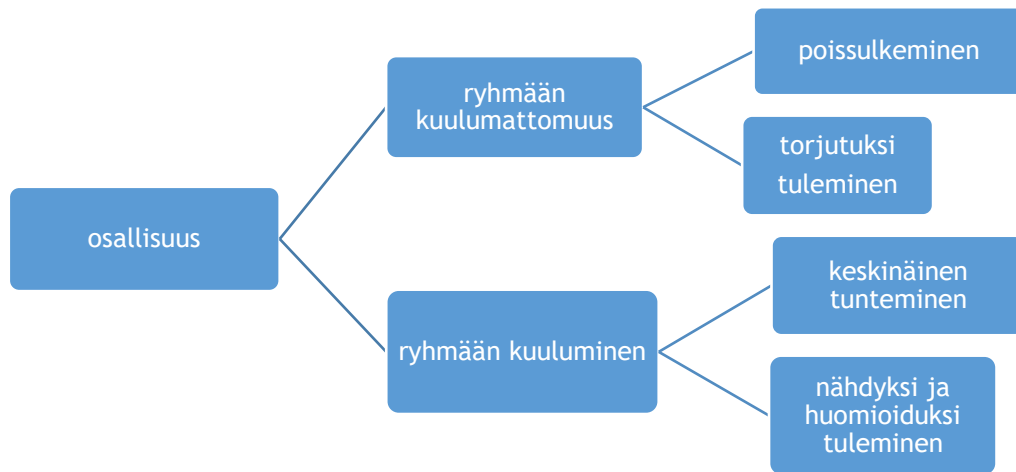 osallisuus
ryhmään
kuulumattomuus
poissulkeminen
torjutuksi
tuleminen
ryhmään kuuluminen
keskinäinen
tunteminen
nähdyksi ja
huomioiduksi
tuleminen